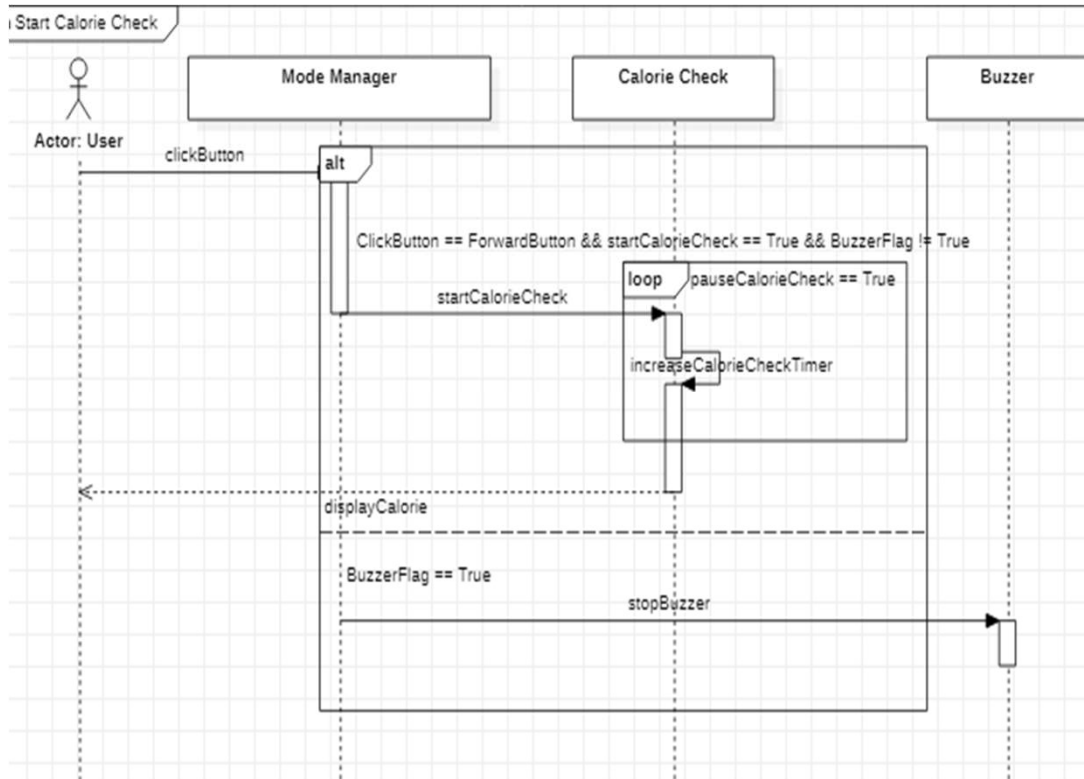 Start Calorie Check
Mode Manager
Calorie Check
Buzzer
Actor: User
clickButton
alt
ClickButton == ForwardButton && startCalorieCheck == True && BuzzerFlag != True
loop
pauseCalorieCheck == True
startCalorieCheck
increaseCalorieCheckTimer
displayCalorie
BuzzerFlag == True
stopBuzzer